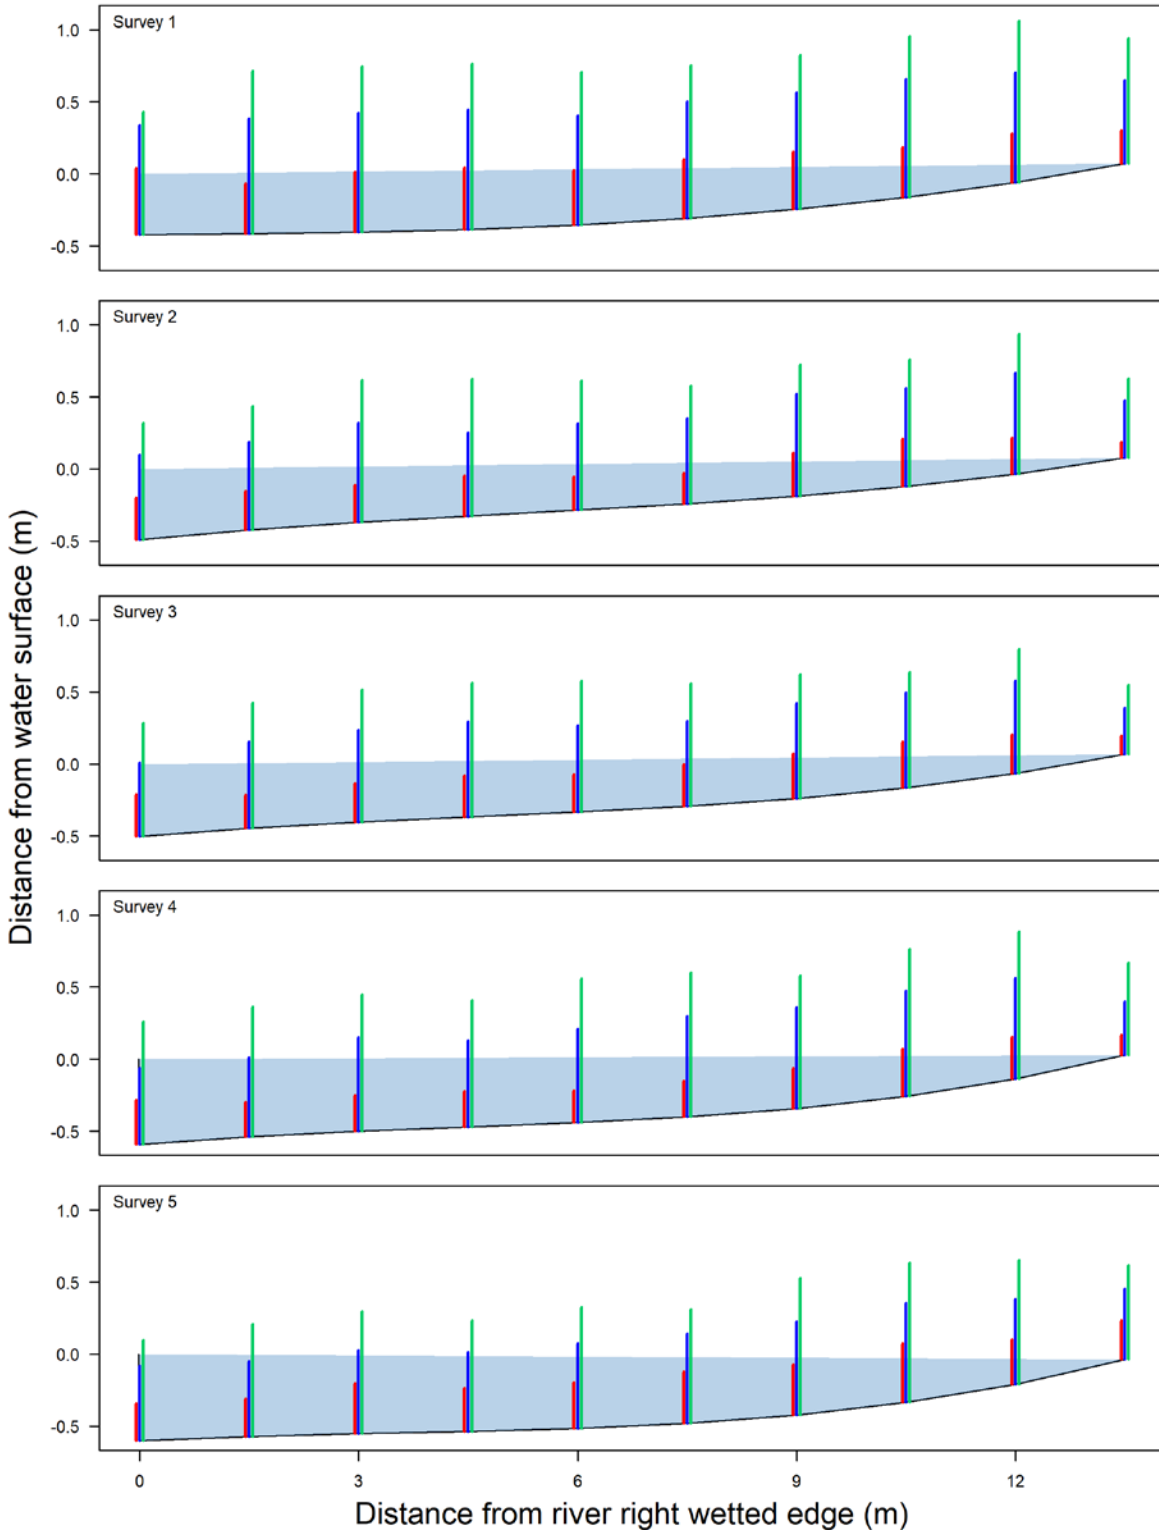 Survey 1
1.0
0.5
0.0
-0.5
Survey 2
1.0
0.5
0.0
-0.5
Survey 3
1.0
0.5
0.0
-0.5
Survey 4
1.0
0.5
0.0
-0.5
Survey 5
1.0
0.5
0.0
-0.5
Distance from water surface (m)
0 3 6 9 12
Distance from river right wetted edge (m)